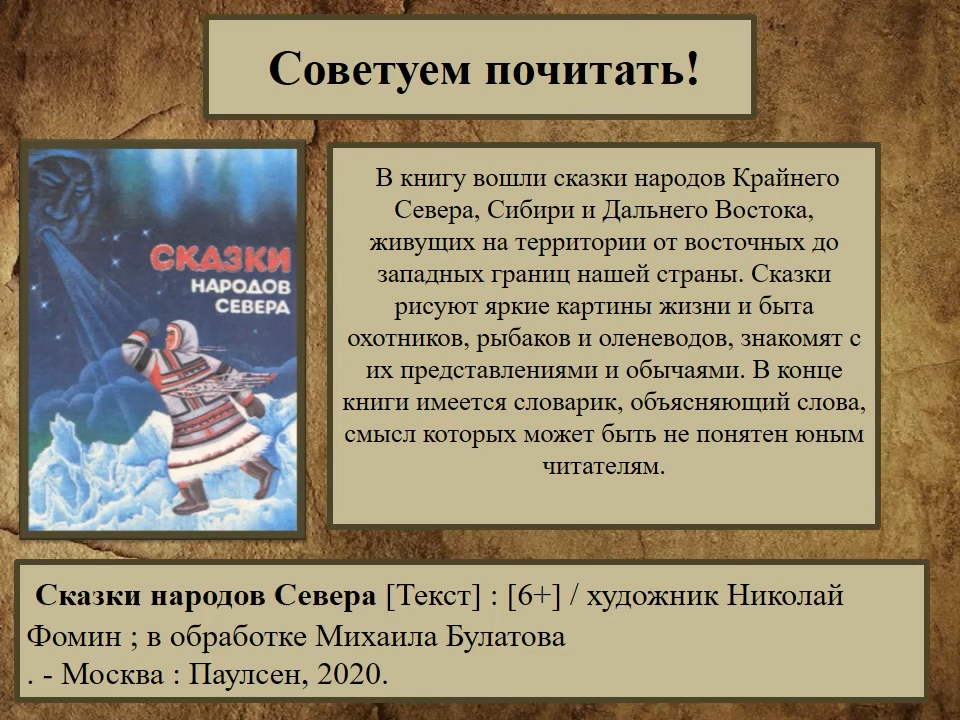 Советуем почитать!
СКАЗКИ
НАРОДОВ
СЕВЕРА
В книгу вошли сказки народов Крайнего
Севера, Сибири и Дальнего Востока,
живущих на территории от восточных до
западных границ нашей страны. Сказки
рисуют яркие картины жизни и быта
охотников, рыбаков и оленеводов, знакомят с
их представлениями и обычаями. В конце
книги имеется словарик, объясняющий слова,
смысл которых может быть не понятен юным
читателям.
Сказки народов Севера [Текст] : [6+] / художник Николай
Фомин ; в обработке Михаила Булатова
. - Москва : Паулсен, 2020.